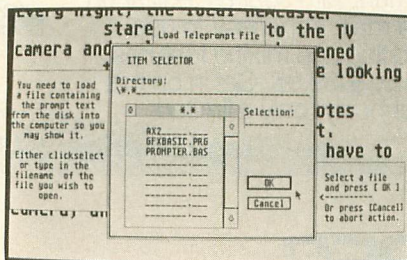 Every night, the local newcaster
stare
to the TV
camera and
ened
e looking
otes
t.
have to
camera, an
Load Teleprompt File
You need to load
a file containing
the prompt text
from the disk into
the computer so you
may show it.
Either clickselect
or type in the
filename of the
file you wish to
open.
ITEM SELECTOR
Directory:
\*.*
*.*
Selection:
AX2
GFXBASIC.PRG
PROMPTER.BAS
OK
Cancel
Select a file
and press [ OK ]
<----------
Or press [Cancel]
to abort action.